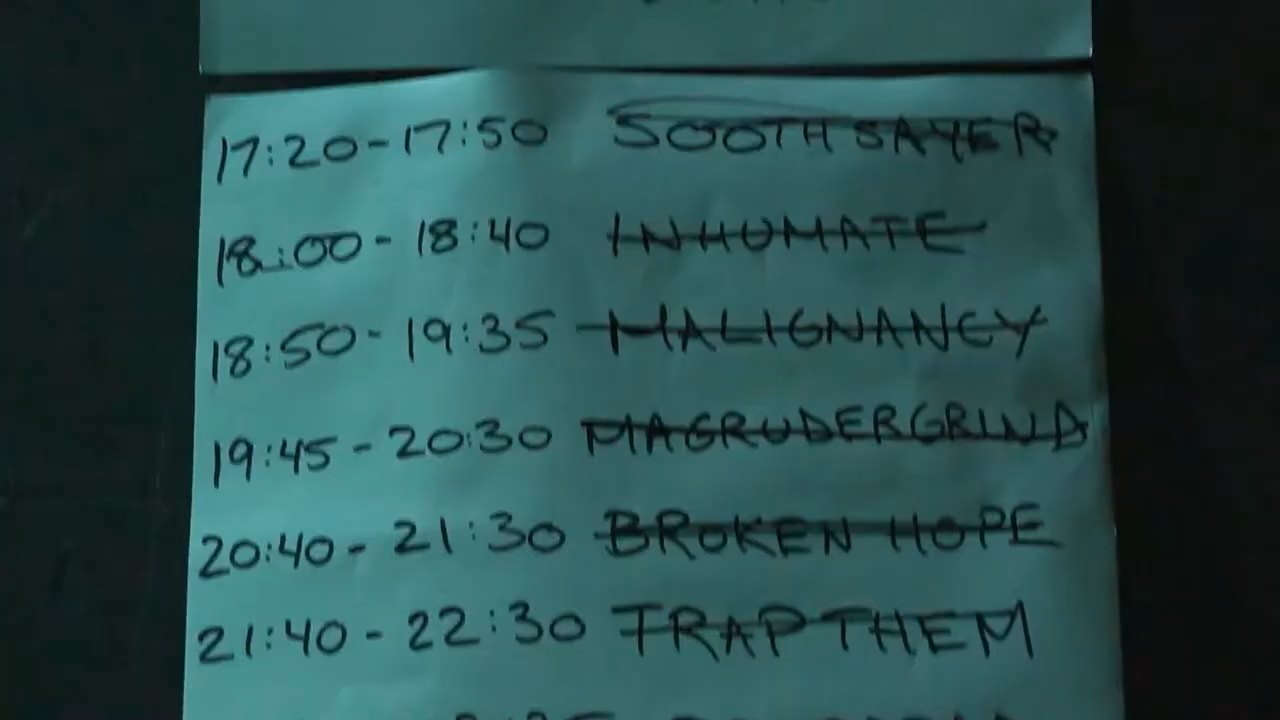 17:20-17:50 SOOTHSAYER
18:00-18:40 INHUMATE
18:50-19:35 MALIGNANCY
19:45-20:30 MAGRUDERGRIND
20:40-21:30 BROKEN HOPE
21:40-22:30 TRAP THEM